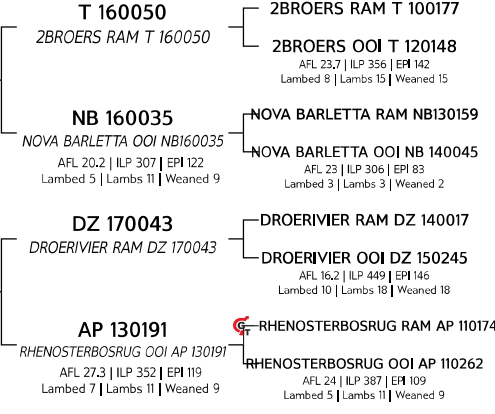 T 160050
2BROERS RAM T 160050
2BROERS RAM T 100177
2BROERS OOI T 120148
AFL 23.7 | ILP 356 | EPI 142
Lambed 8 | Lambs 15 | Weaned 15
NB 160035
NOVA BARLETTA OOI NB160035
AFL 20.2 | ILP 307 | EPI 122
Lambed 5 | Lambs 11 | Weaned 9
NOVA BARLETTA RAM NB130159
NOVA BARLETTA OOI NB 140045
AFL 23 | ILP 306 | EPI 83
Lambed 3 | Lambs 3 | Weaned 2
DZ 170043
DROERIVIER RAM DZ 170043
DROERIVIER RAM DZ 140017
DROERIVIER OOI DZ 150245
AFL 16.2 | ILP 449 | EPI 146
Lambed 10 | Lambs 18 | Weaned 18
AP 130191
RHENOSTERBOSRUG OOI AP 130191
AFL 27.3 | ILP 352 | EPI 119
Lambed 7 | Lambs 11 | Weaned 9
GT
RHENOSTERBOSRUG RAM AP 110174
RHENOSTERBOSRUG OOI AP 110262
AFL 24 | ILP 387 | EPI 109
Lambed 5 | Lambs 11 | Weaned 9